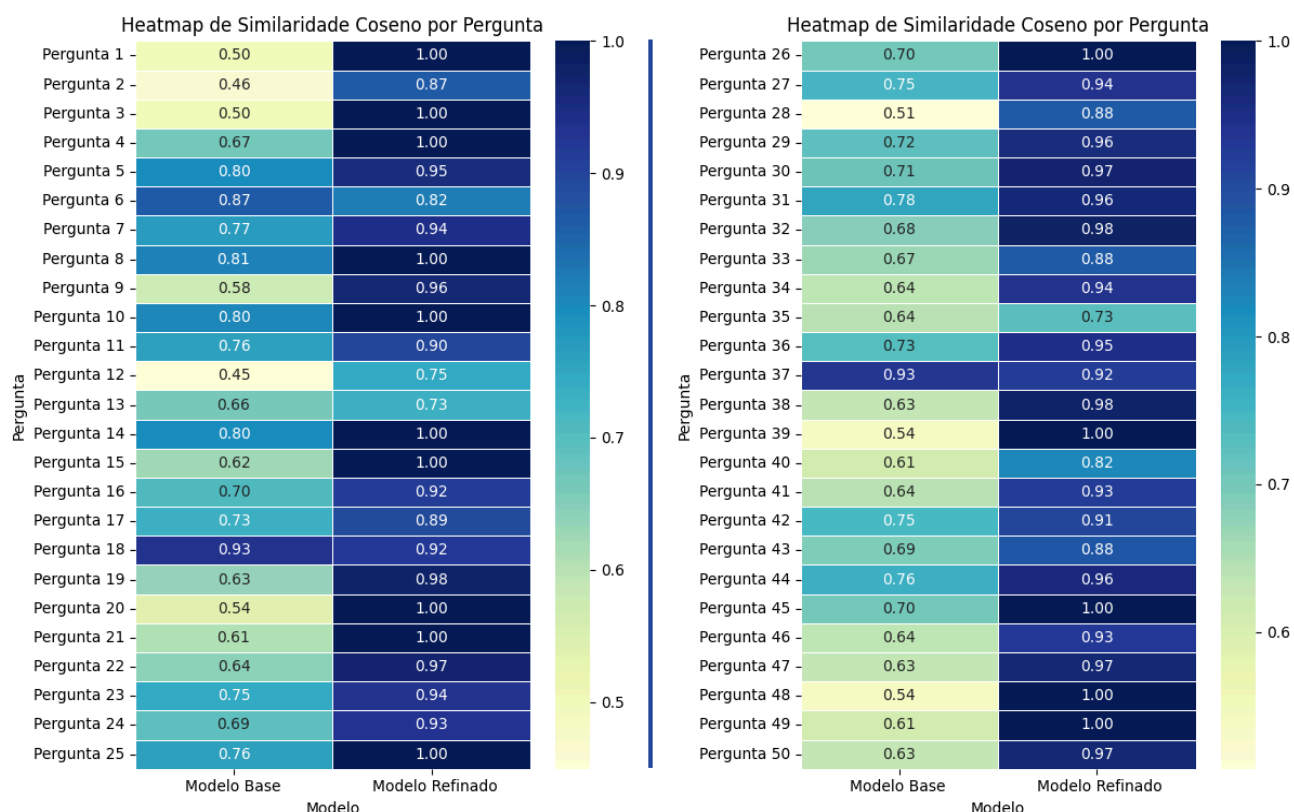 Heatmap de Similaridade Coseno por Pergunta
Pergunta 1 0.50 1.00
Pergunta 2 0.46 0.87
Pergunta 3 0.50 1.00
Pergunta 4 0.67 1.00
Pergunta 5 0.80 0.95
Pergunta 6 0.87 0.82
Pergunta 7 0.77 0.94
Pergunta 8 0.81 1.00
Pergunta 9 0.58 0.96
Pergunta 10 0.80 1.00
Pergunta 11 0.76 0.90
Pergunta 12 0.45 0.75
Pergunta 13 0.66 0.73
Pergunta 14 0.80 1.00
Pergunta 15 0.62 1.00
Pergunta 16 0.70 0.92
Pergunta 17 0.73 0.89
Pergunta 18 0.93 0.92
Pergunta 19 0.63 0.98
Pergunta 20 0.54 1.00
Pergunta 21 0.61 1.00
Pergunta 22 0.64 0.97
Pergunta 23 0.75 0.94
Pergunta 24 0.69 0.93
Pergunta 25 0.76 1.00
Modelo Base Modelo Refinado
Modelo
Pergunta
1.0
0.9
0.8
0.7
0.6
0.5
Heatmap de Similaridade Coseno por Pergunta
Pergunta 26 0.70 1.00
Pergunta 27 0.75 0.94
Pergunta 28 0.51 0.88
Pergunta 29 0.72 0.96
Pergunta 30 0.71 0.97
Pergunta 31 0.78 0.96
Pergunta 32 0.68 0.98
Pergunta 33 0.67 0.88
Pergunta 34 0.64 0.94
Pergunta 35 0.64 0.73
Pergunta 36 0.73 0.95
Pergunta 37 0.93 0.92
Pergunta 38 0.63 0.98
Pergunta 39 0.54 1.00
Pergunta 40 0.61 0.82
Pergunta 41 0.64 0.93
Pergunta 42 0.75 0.91
Pergunta 43 0.69 0.88
Pergunta 44 0.76 0.96
Pergunta 45 0.70 1.00
Pergunta 46 0.64 0.93
Pergunta 47 0.63 0.97
Pergunta 48 0.54 1.00
Pergunta 49 0.61 1.00
Pergunta 50 0.63 0.97
Modelo Base Modelo Refinado
Modelo
Pergunta
1.0
0.9
0.8
0.7
0.6